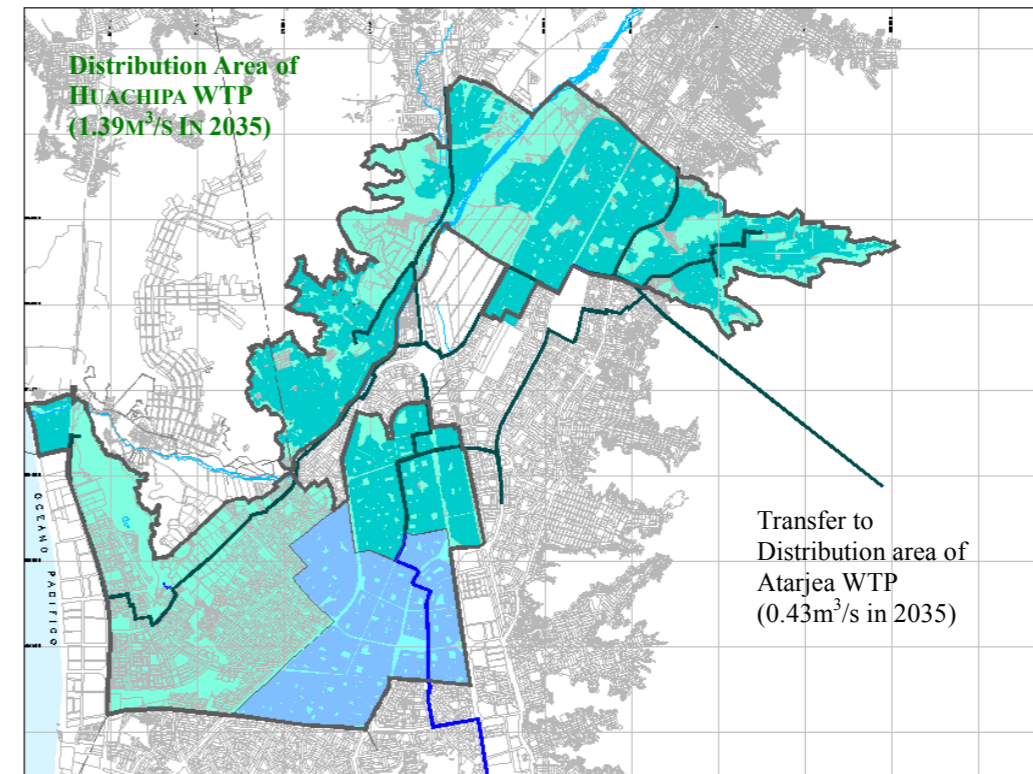 Distribution Area of
HUACHIPA WTP
(1.39M³/S IN 2035)
OCEANO PACIFICO
Transfer to
Distribution area of
Atarjea WTP
(0.43m³/s in 2035)